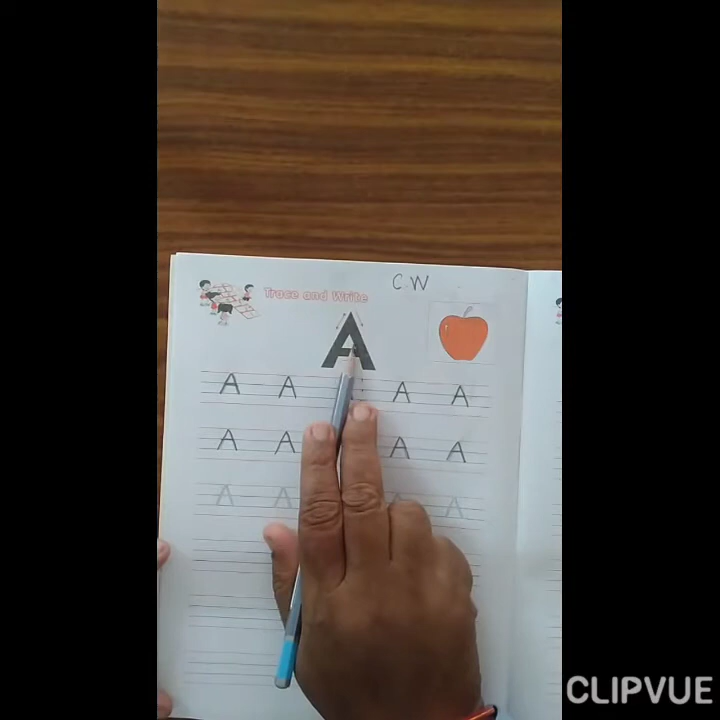 C.W
Trace and Write
A
A A A A
A A A A
A A A A
CLIPVUE